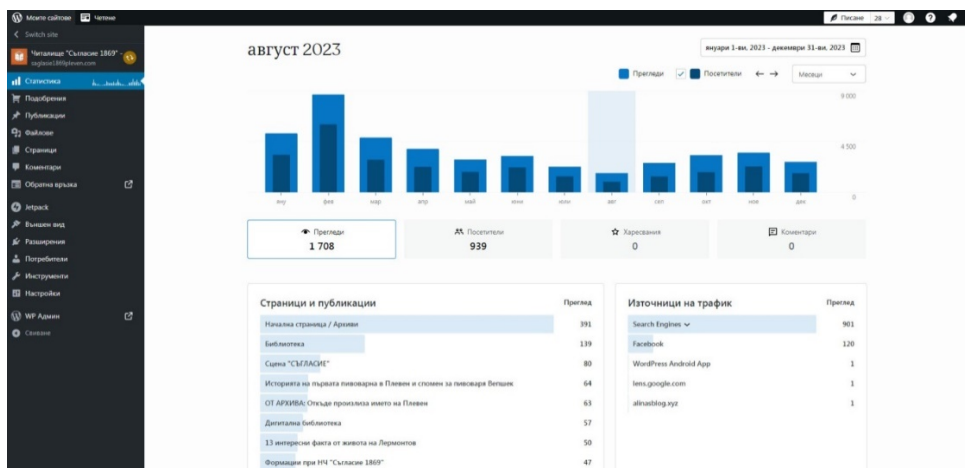 Моите сайтове Четене Писане 28
Switch site
Читалище "Съгласие 1869" -
saglasie1869pleven.com
Статистика
Подобрения
Публикации
Файлове
Страници
Коментари
Обратна връзка
Jetpack
Външен вид
Разширения
Потребители
Инструменти
Настройки
WP Админ
Свиване
август 2023
януари 1-ви, 2023 - декември 31-ви, 2023
Прегледи Посетители Месеци
9 000
4 500
0
яну фев мар апр май юни юли авг сеп окт ное дек
Прегледи
1 708
Посетители
939
Харесвания
0
Коментари
0
Страници и публикации Преглед
Начална страница / Архиви 391
Библиотека 139
Сцена "СЪГЛАСИЕ" 80
Историята на първата пивоварна в Плевен и спомен за пивоваря Вепшек 64
ОТ АРХИВА: Откъде произлиза името на Плевен 63
Дигитална библиотека 57
13 интересни факта от живота на Лермонтов 50
Формации при НЧ "Съгласие 1869" 47
Източници на трафик Преглед
Search Engines 901
Facebook 120
WordPress Android App 1
lens.google.com 1
alinasblog.xyz 1